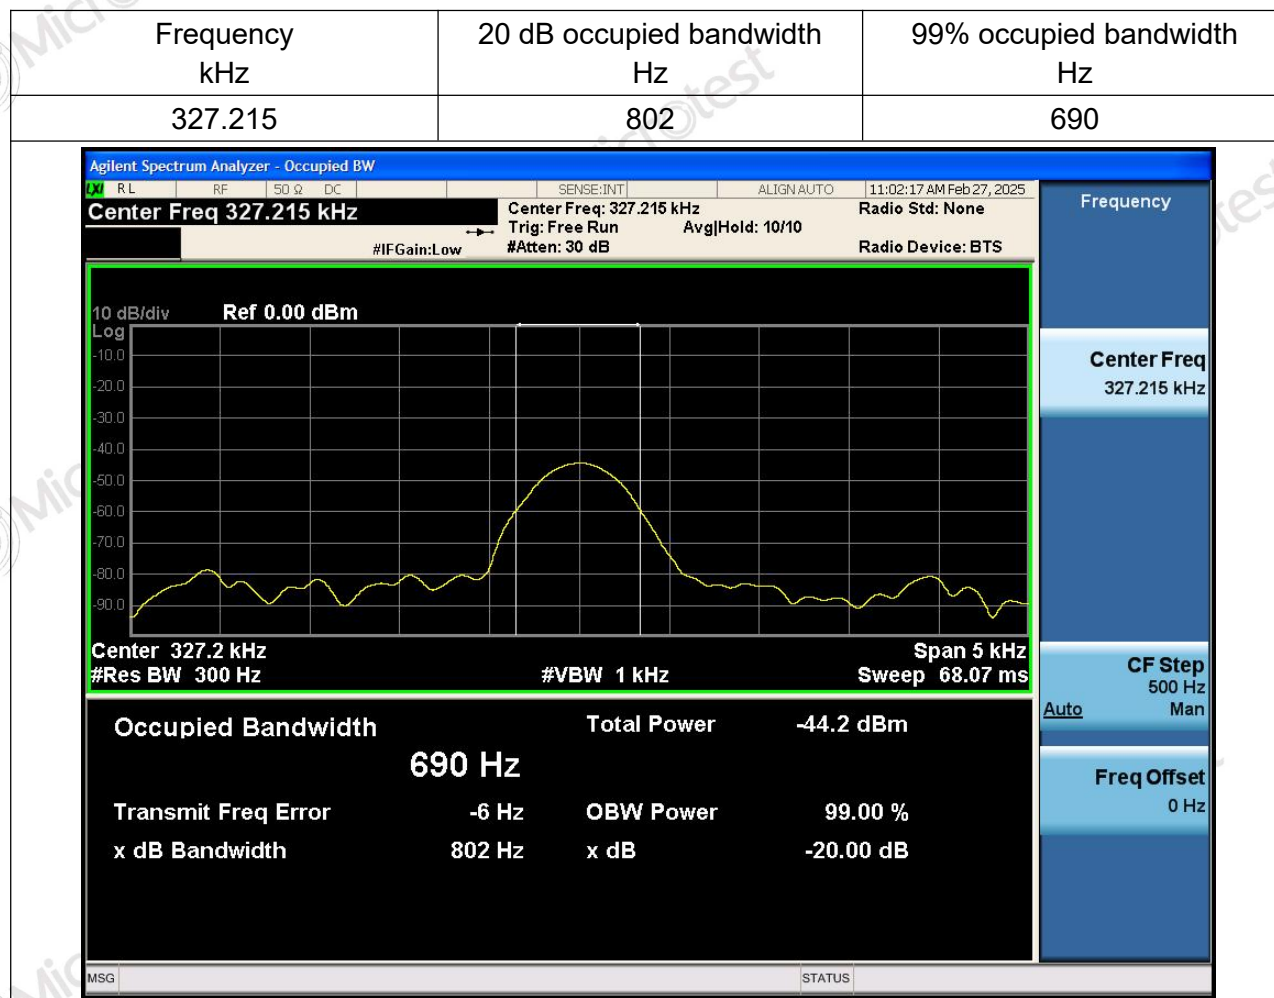 Frequency 20 dB occupied bandwidth 99% occupied bandwidth
kHz Hz Hz
327.215 802 690
Microtest
Agilent Spectrum Analyzer - Occupied BW
LXI RL RF 50 Ω DC SENSE:INT ALIGN AUTO 11:02:17 AM Feb 27, 2025
Center Freq 327.215 kHz Center Freq: 327.215 kHz Radio Std: None Frequency
Trig: Free Run Avg|Hold: 10/10
#IFGain:Low #Atten: 30 dB Radio Device: BTS
10 dB/div Ref 0.00 dBm
Log
-10.0
-20.0
-30.0
-40.0
-50.0
-60.0
-70.0
-80.0
-90.0
Center Freq
327.215 kHz
Center 327.2 kHz Span 5 kHz
#Res BW 300 Hz #VBW 1 kHz Sweep 68.07 ms
CF Step
500 Hz
Auto Man
Occupied Bandwidth Total Power -44.2 dBm
690 Hz
Freq Offset
0 Hz
Transmit Freq Error -6 Hz OBW Power 99.00 %
x dB Bandwidth 802 Hz x dB -20.00 dB
MSG STATUS